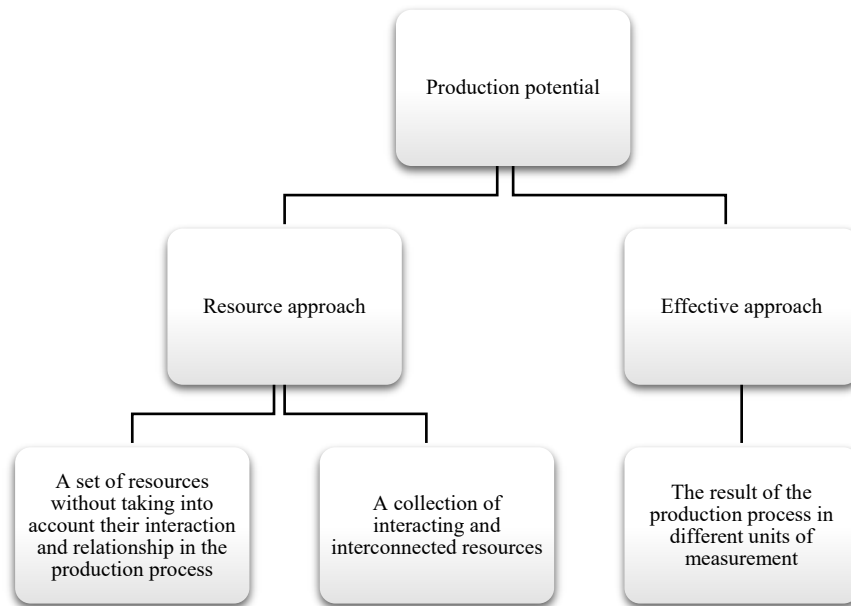 Production potential
Resource approach
Effective approach
A set of resources
without taking into
account their interaction
and relationship in the
production process
A collection of
interacting and
interconnected resources
The result of the
production process in
different units of
measurement